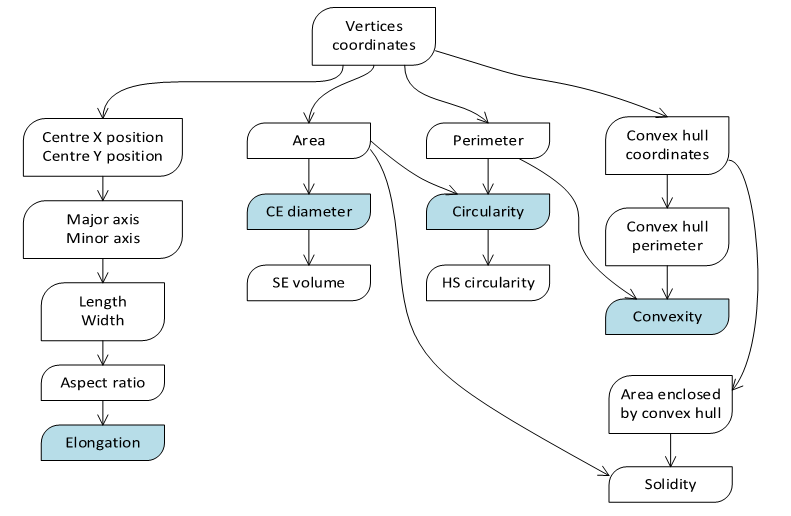 Vertices
coordinates
Centre X position
Centre Y position
Area
Perimeter
Convex hull
coordinates
Major axis
Minor axis
CE diameter
Circularity
Convex hull
perimeter
Length
Width
SE volume
HS circularity
Convexity
Aspect ratio
Area enclosed
by convex hull
Elongation
Solidity